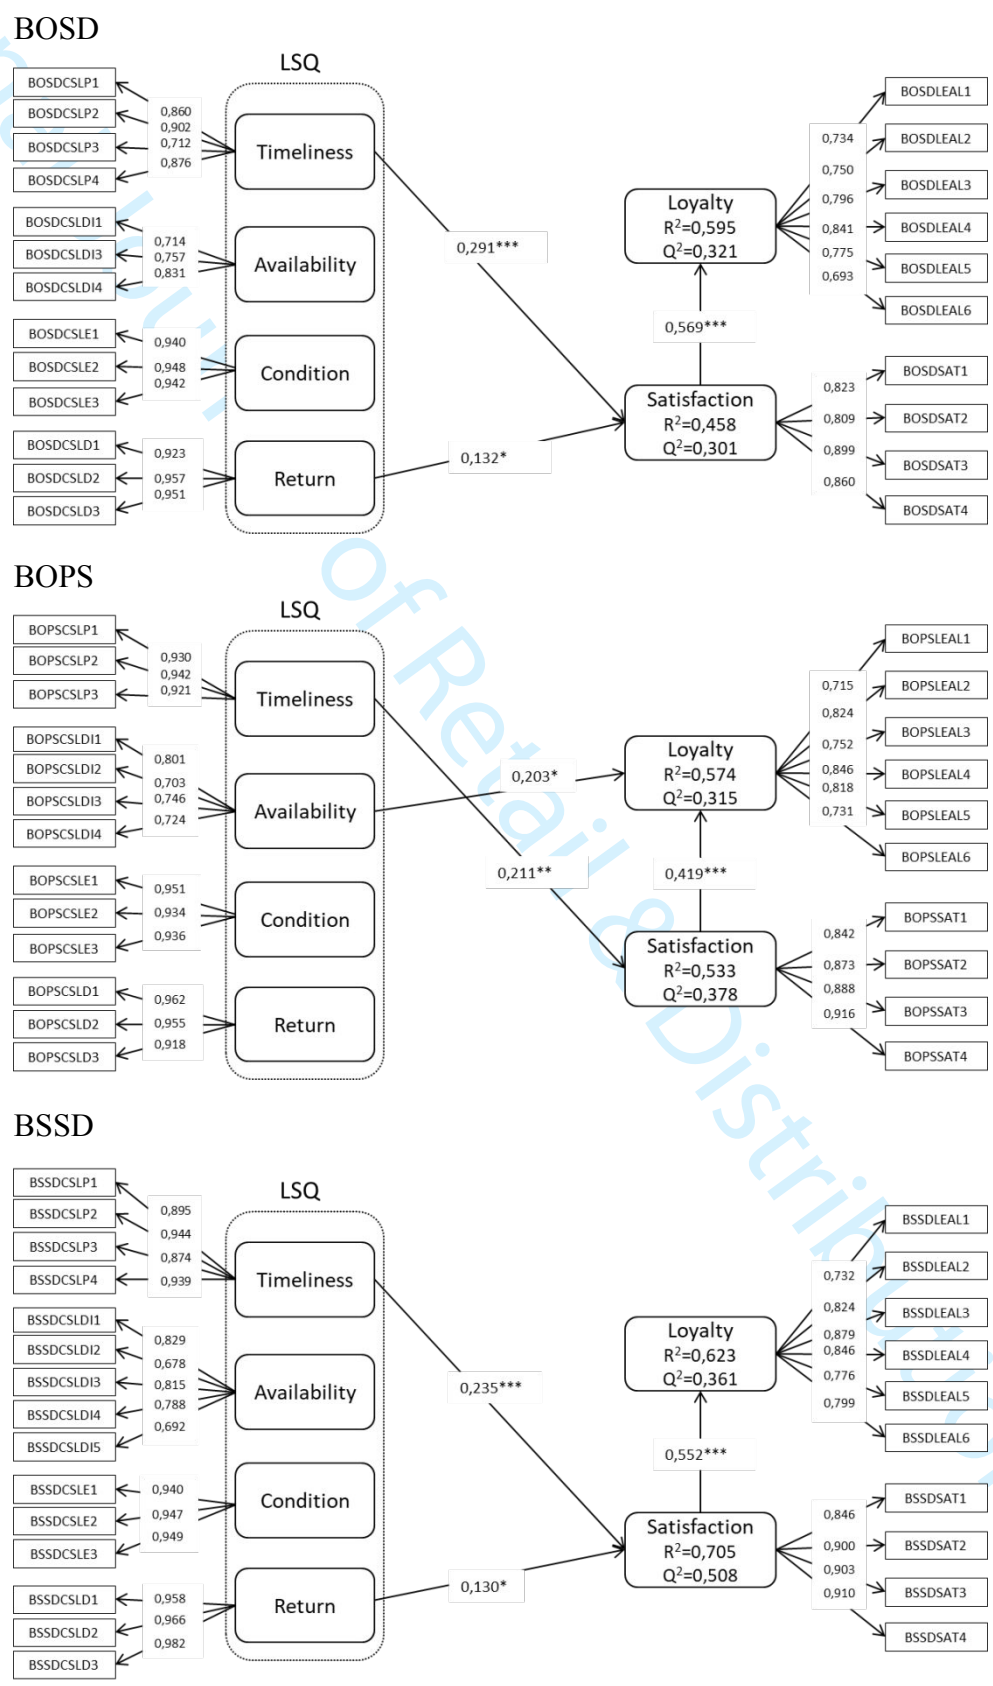 BOSD
LSQ
BOSDCSLP1
BOSDCSLP2
BOSDCSLP3
BOSDCSLP4
0,860
0,902
0,712
0,876
Timeliness
BOSDCSLDI1
BOSDCSLDI3
BOSDCSLDI4
0,714
0,757
0,831
Availability
BOSDCSLE1
BOSDCSLE2
BOSDCSLE3
0,940
0,948
0,942
Condition
BOSDCSLD1
BOSDCSLD2
BOSDCSLD3
0,923
0,957
0,951
Return
0,291***
0,132*
Loyalty
R²=0,595
Q²=0,321
0,569***
Satisfaction
R²=0,458
Q²=0,301
0,734
0,750
0,796
0,841
0,775
0,693
BOSDLEAL1
BOSDLEAL2
BOSDLEAL3
BOSDLEAL4
BOSDLEAL5
BOSDLEAL6
0,823
0,809
0,899
0,860
BOSDSAT1
BOSDSAT2
BOSDSAT3
BOSDSAT4
BOPS
LSQ
BOPSCSLP1
BOPSCSLP2
BOPSCSLP3
0,930
0,942
0,921
Timeliness
BOPSCSLDI1
BOPSCSLDI2
BOPSCSLDI3
BOPSCSLDI4
0,801
0,703
0,746
0,724
Availability
BOPSCSLE1
BOPSCSLE2
BOPSCSLE3
0,951
0,934
0,936
Condition
BOPSCSLD1
BOPSCSLD2
BOPSCSLD3
0,962
0,955
0,918
Return
0,203*
0,211**
Loyalty
R²=0,574
Q²=0,315
0,419***
Satisfaction
R²=0,533
Q²=0,378
0,715
0,824
0,752
0,846
0,818
0,731
BOPSLEAL1
BOPSLEAL2
BOPSLEAL3
BOPSLEAL4
BOPSLEAL5
BOPSLEAL6
0,842
0,873
0,888
0,916
BOPSSAT1
BOPSSAT2
BOPSSAT3
BOPSSAT4
BSSD
LSQ
BSSDCSLP1
BSSDCSLP2
BSSDCSLP3
BSSDCSLP4
0,895
0,944
0,874
0,939
Timeliness
BSSDCSLDI1
BSSDCSLDI2
BSSDCSLDI3
BSSDCSLDI4
BSSDCSLDI5
0,829
0,678
0,815
0,788
0,692
Availability
BSSDCSLE1
BSSDCSLE2
BSSDCSLE3
0,940
0,947
0,949
Condition
BSSDCSLD1
BSSDCSLD2
BSSDCSLD3
0,958
0,966
0,982
Return
0,235***
0,130*
Loyalty
R²=0,623
Q²=0,361
0,552***
Satisfaction
R²=0,705
Q²=0,508
0,732
0,824
0,879
0,846
0,776
0,799
BSSDLEAL1
BSSDLEAL2
BSSDLEAL3
BSSDLEAL4
BSSDLEAL5
BSSDLEAL6
0,846
0,900
0,903
0,910
BSSDSAT1
BSSDSAT2
BSSDSAT3
BSSDSAT4
of Retail & Distribution